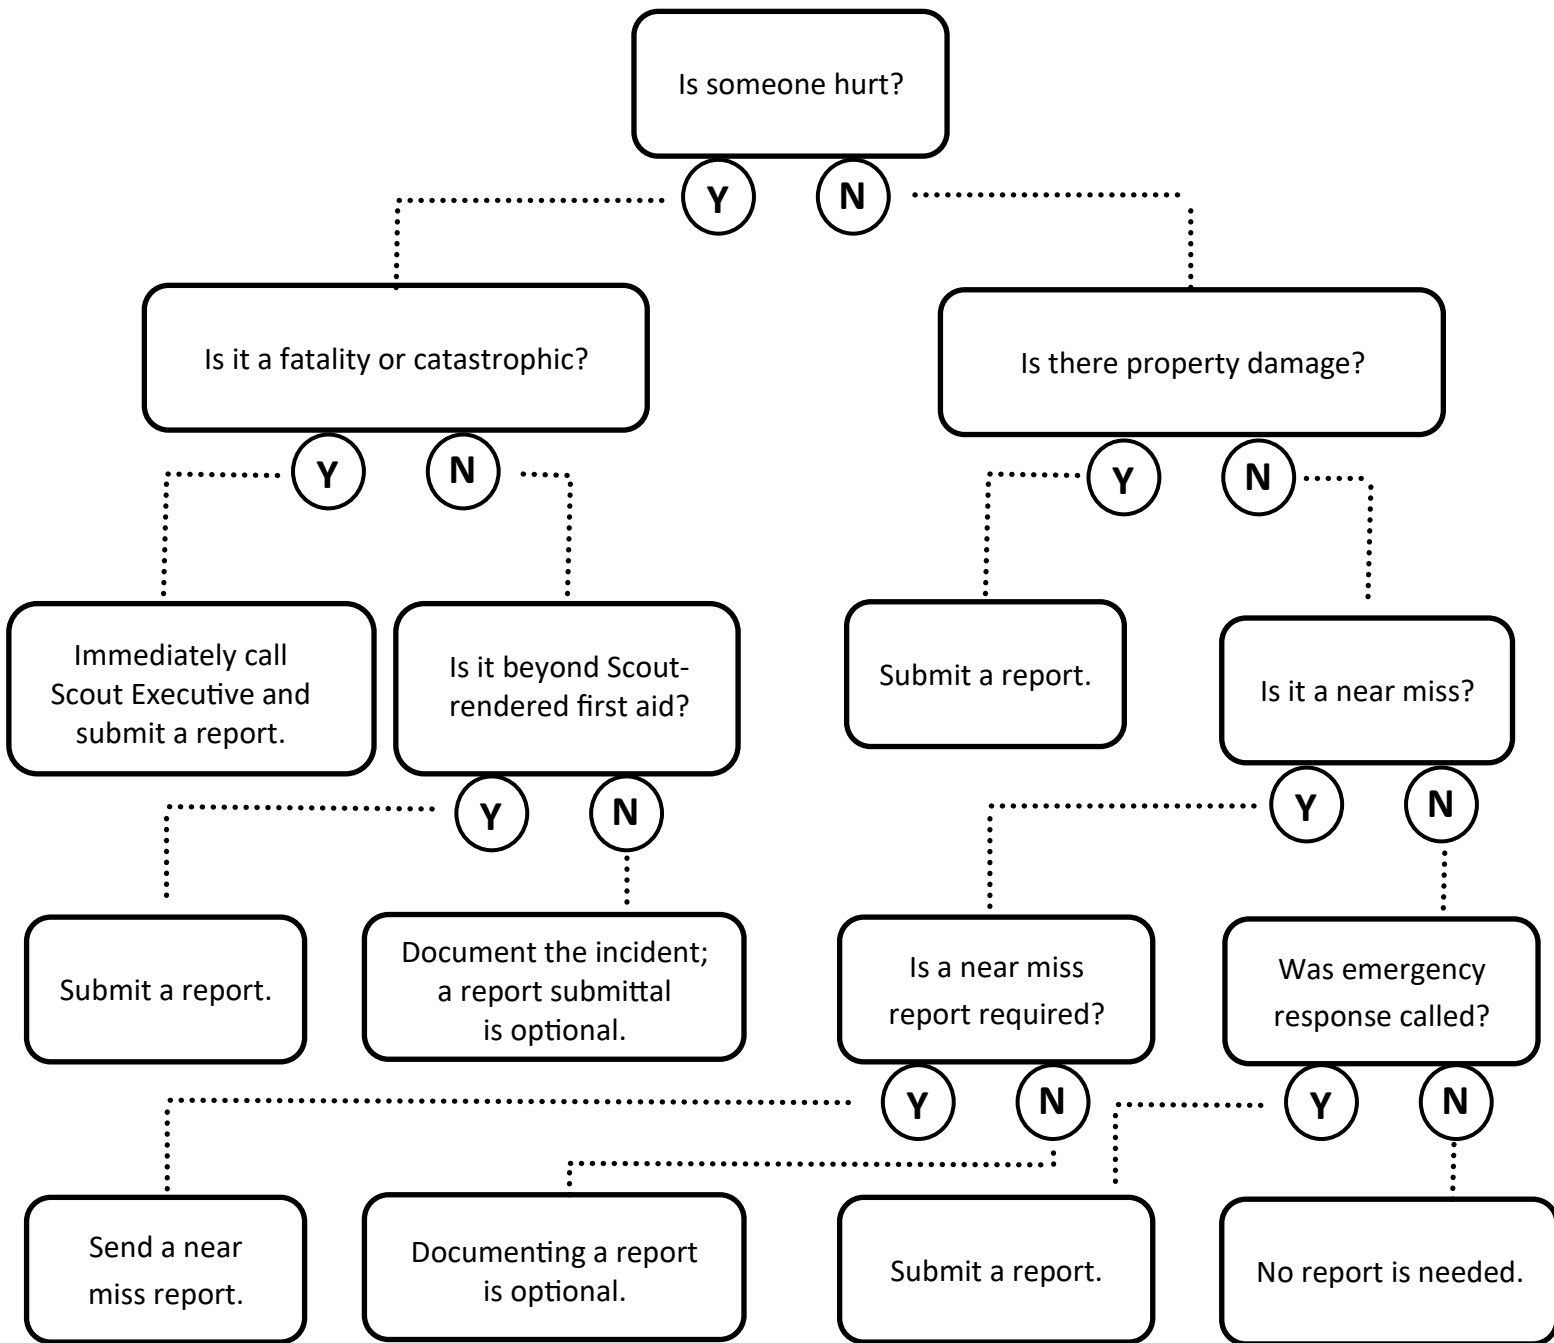 Is someone hurt?
Y
N
Is it a fatality or catastrophic?
Is there property damage?
Y
N
Y
N
Immediately call
Scout Executive and
submit a report.
Is it beyond Scout-
rendered first aid?
Submit a report.
Is it a near miss?
Y
N
Y
N
Submit a report.
Document the incident;
a report submittal
is optional.
Is a near miss
report required?
Was emergency
response called?
Y
N
Y
N
Send a near
miss report.
Documenting a report
is optional.
Submit a report.
No report is needed.